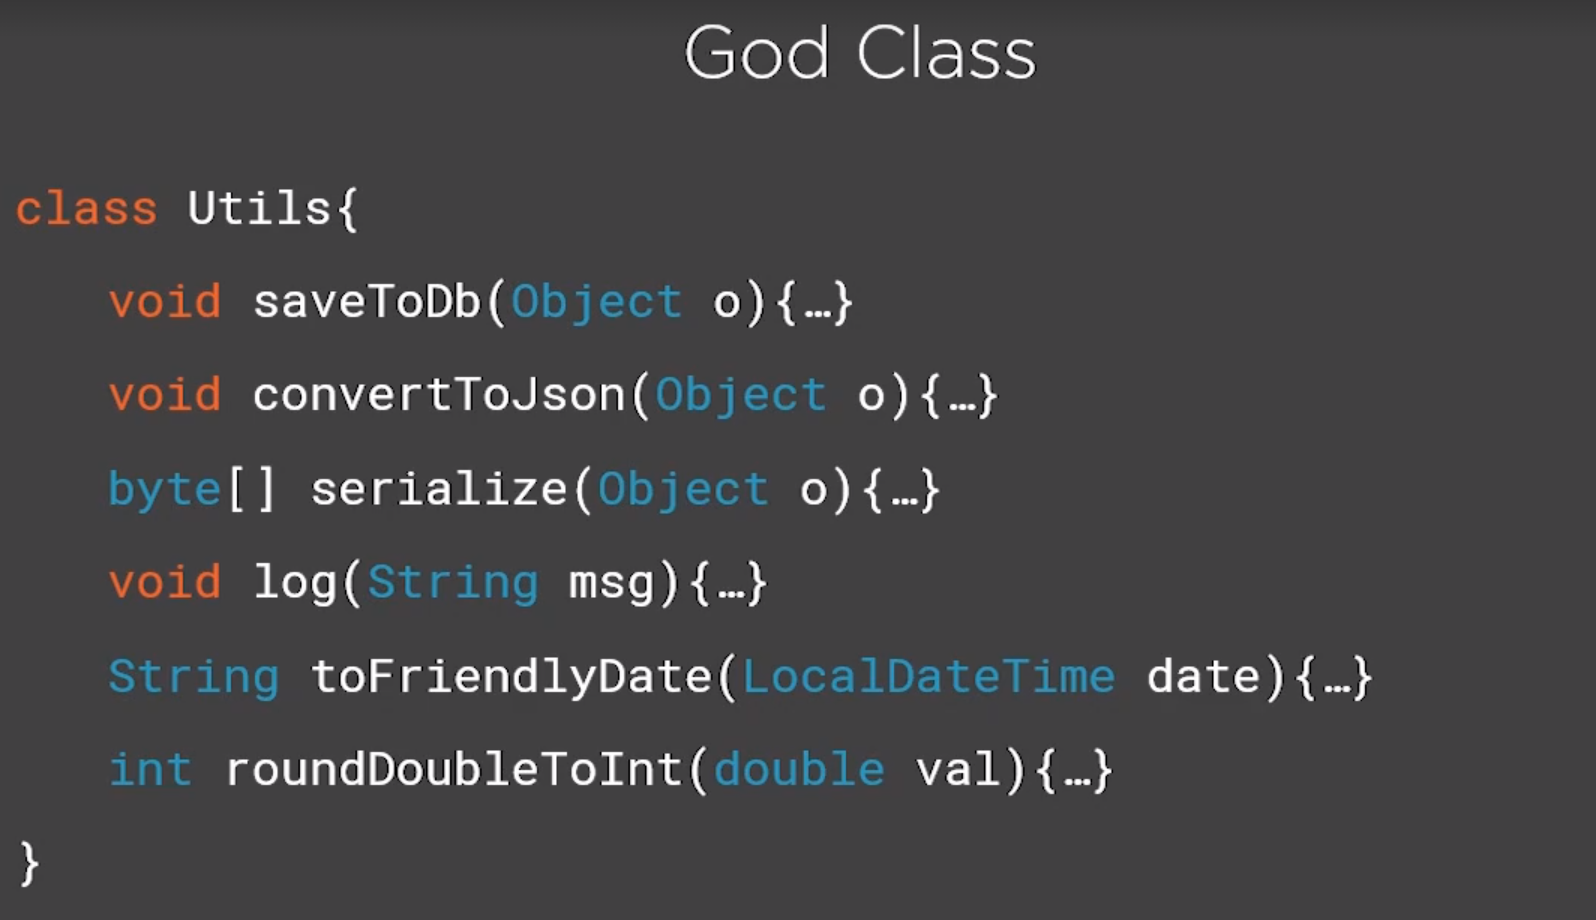 God Class
class Utils{
void saveToDb(Object o){…}
void convertToJson(Object o){…}
byte[] serialize(Object o){…}
void log(String msg){…}
String toFriendlyDate(LocalDateTime date){…}
int roundDoubleToInt(double val){…}
}